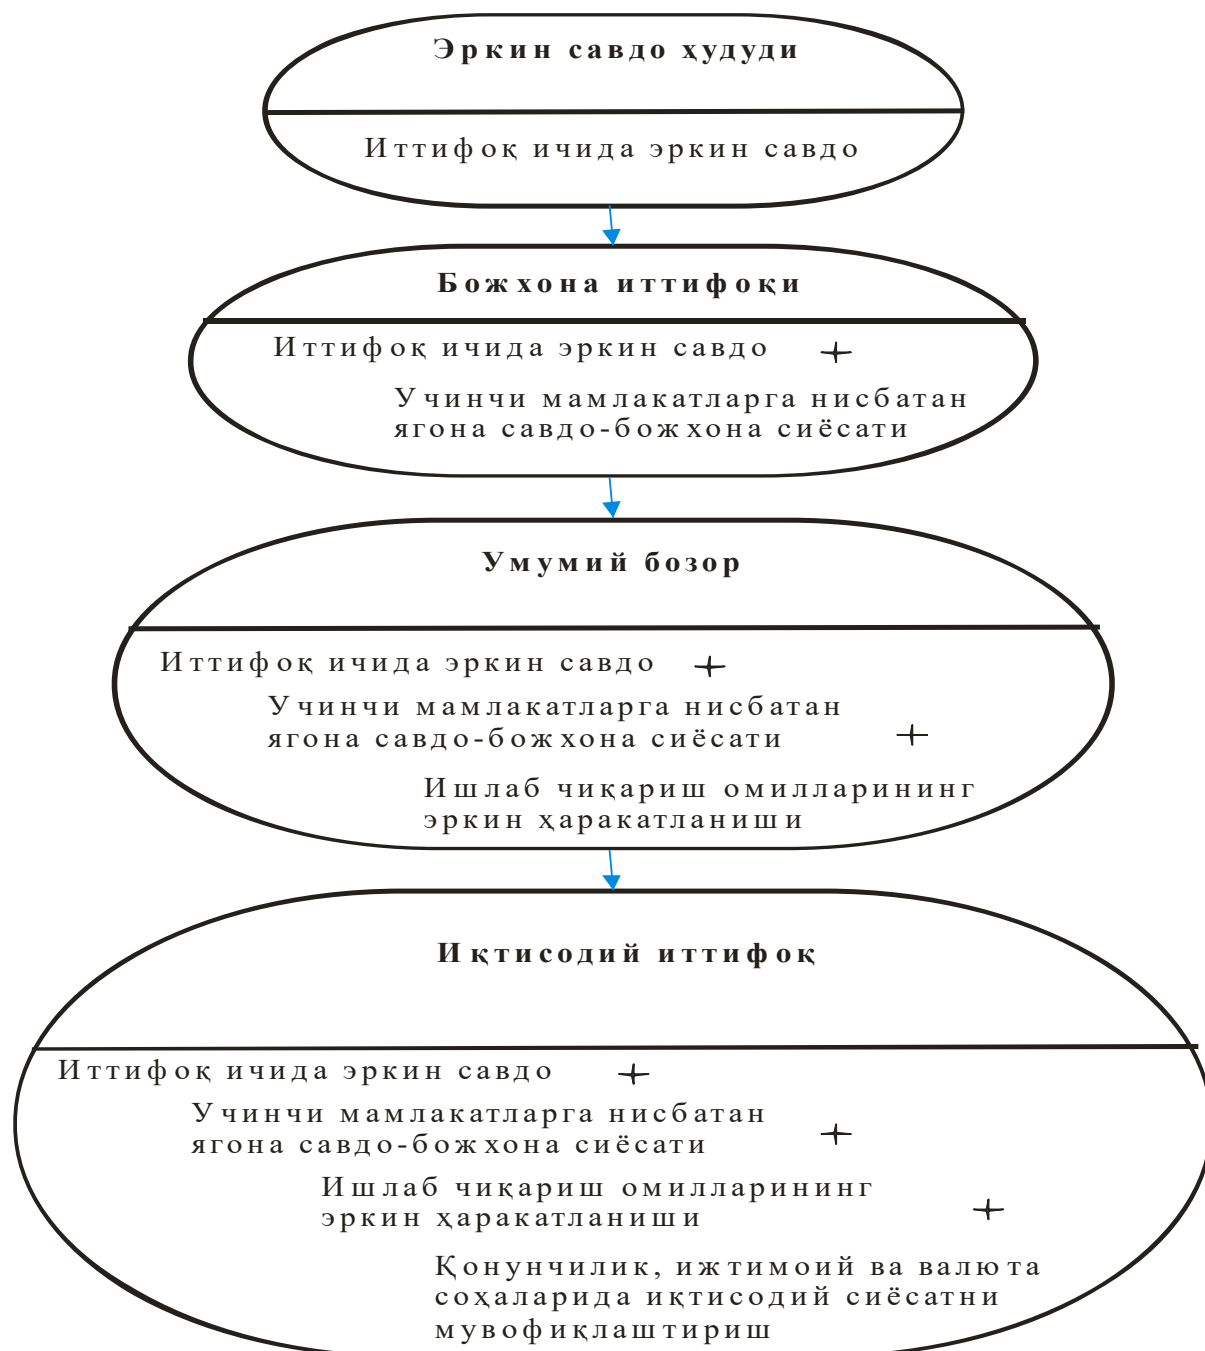 Эркин савдо ҳудуди
Иттифоқ ичида эркин савдо
Божхона иттифоқи
Иттифоқ ичида эркин савдо +
Учинчи мамлакатларга нисбатан
ягона савдо-божхона сиёсати
Умумий бозор
Иттифоқ ичида эркин савдо +
Учинчи мамлакатларга нисбатан
ягона савдо-божхона сиёсати +
Ишлаб чиқариш омилларининг
эркин ҳаракатланиши
Иқтисодий иттифоқ
Иттифоқ ичида эркин савдо +
Учинчи мамлакатларга нисбатан
ягона савдо-божхона сиёсати +
Ишлаб чиқариш омилларининг
эркин ҳаракатланиши +
Қонунчилик, ижтимоий ва валюта
соҳаларида иқтисодий сиёсатни
мувофиқлаштириш